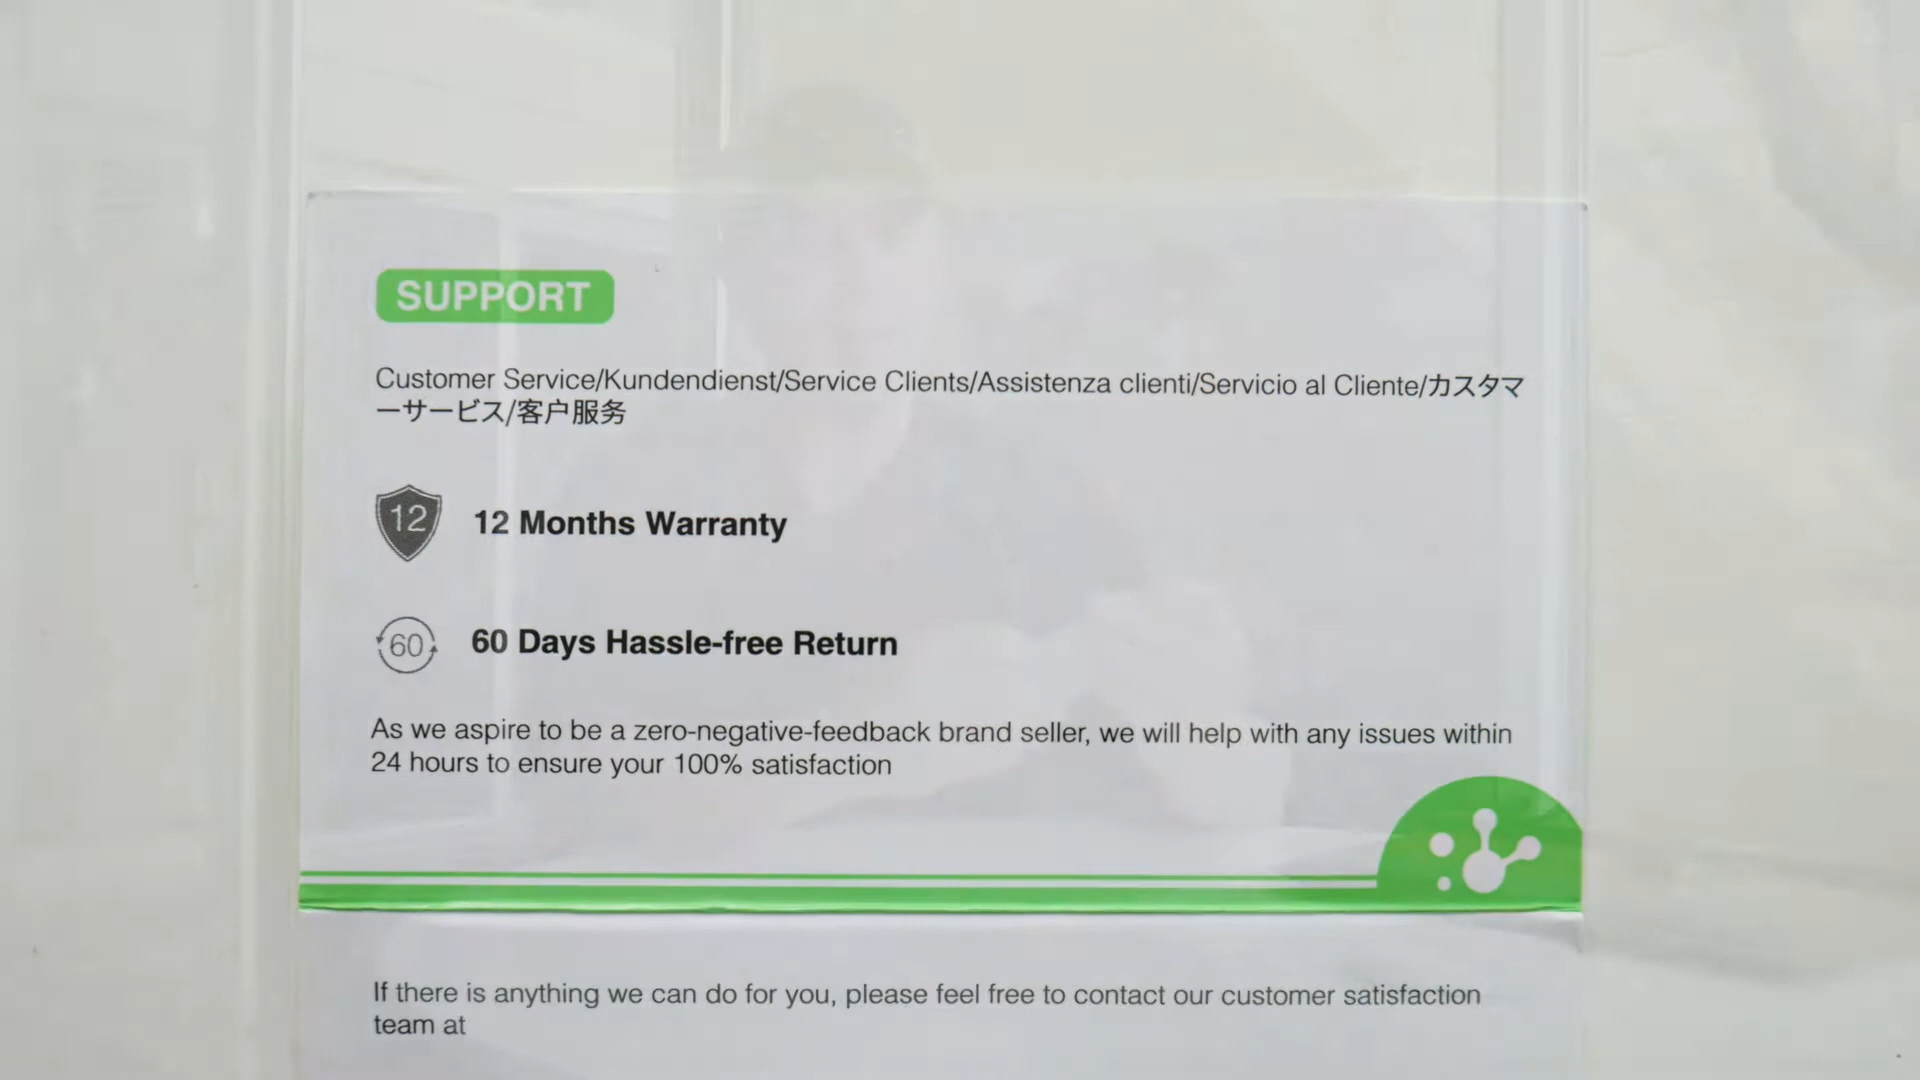 SUPPORT
Customer Service/Kundendienst/Service Clients/Assistenza clienti/Servicio al Cliente/カスタマ
ーサービス/客户服务
12 12 Months Warranty
60 60 Days Hassle-free Return
As we aspire to be a zero-negative-feedback brand seller, we will help with any issues within
24 hours to ensure your 100% satisfaction
If there is anything we can do for you, please feel free to contact our customer satisfaction
team at